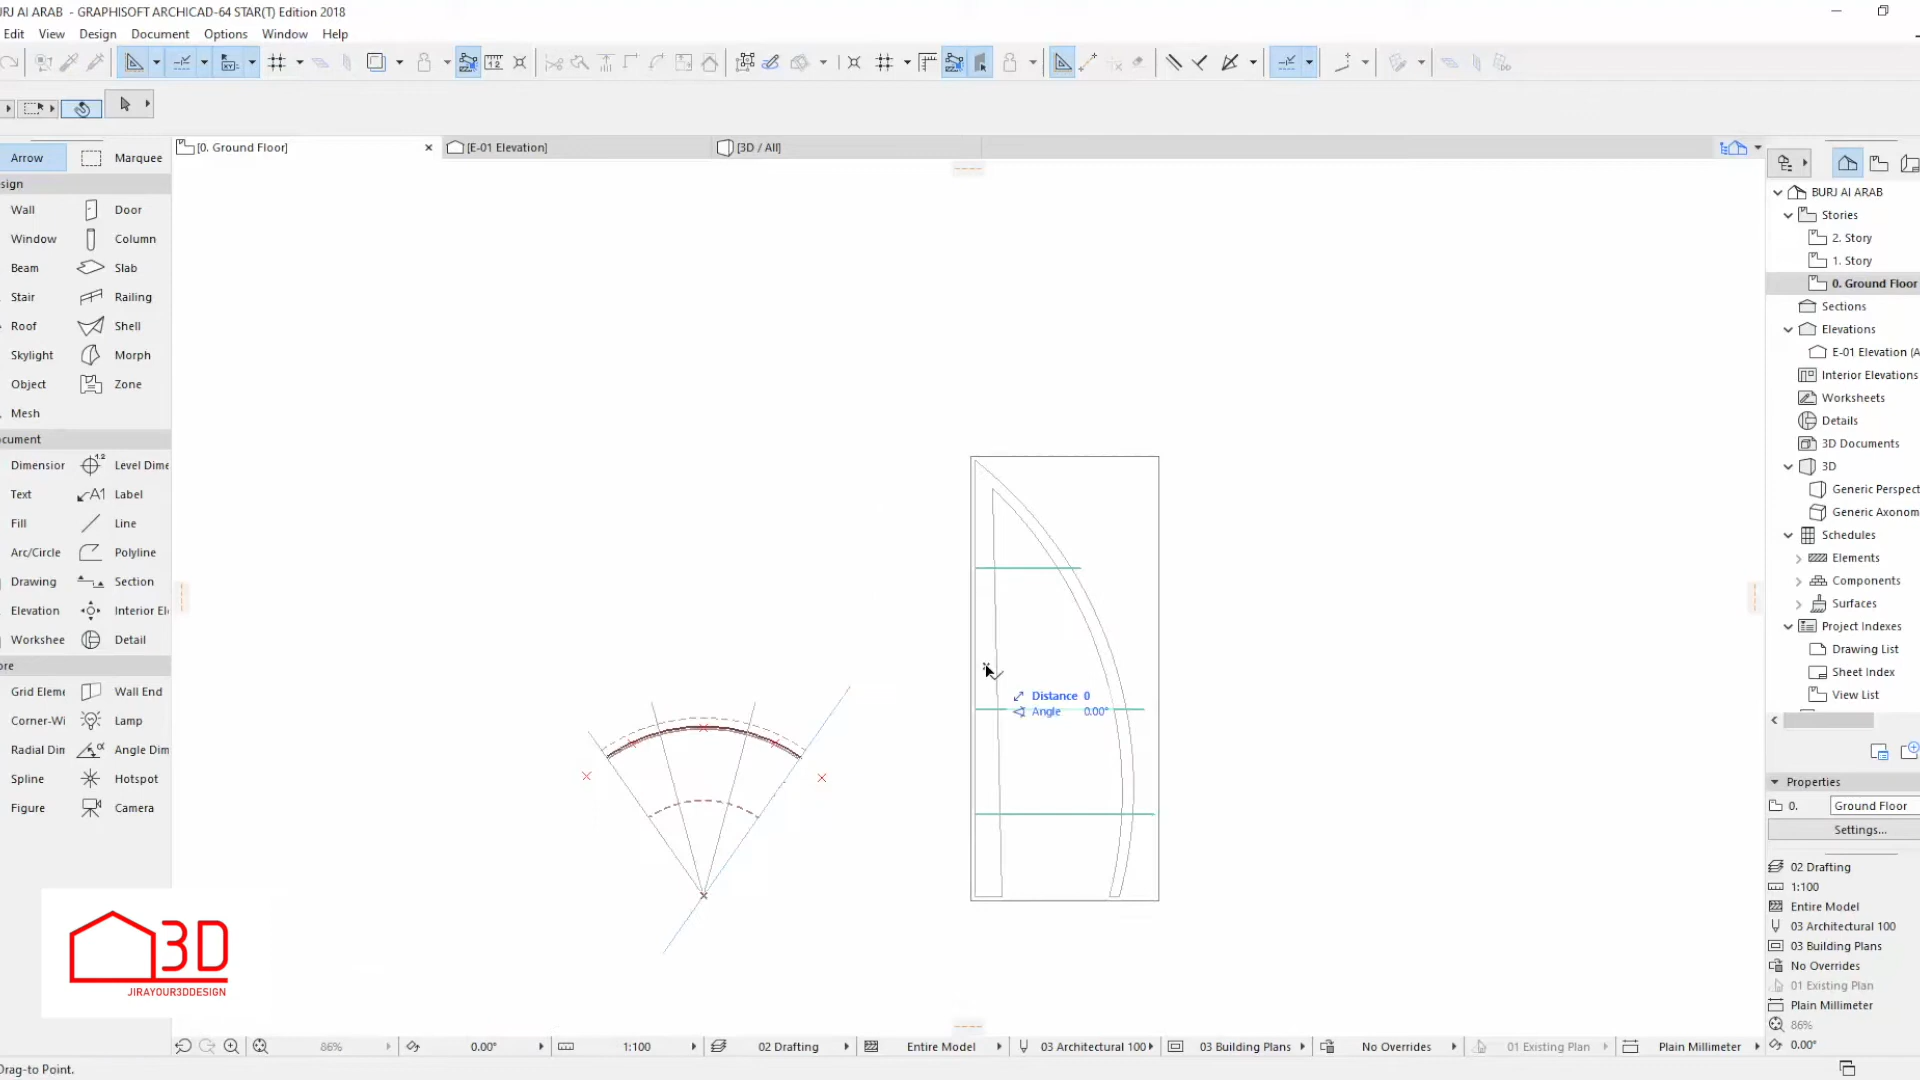 BURJ Al ARAB - GRAPHISOFT ARCHICAD-64 STAR(T) Edition 2018
Edit View Design Document Options Window Help
[0. Ground Floor]
[E-01 Elevation]
[3D / All]
Arrow Marquee
sign
Wall Door
Window Column
Beam Slab
Stair Railing
Roof Shell
Skylight Morph
Object Zone
Mesh
cument
Dimension Level Dime
Text Label
Fill Line
Arc/Circle Polyline
Drawing Section
Elevation Interior El
Workshee Detail
ore
Grid Eleme Wall End
Corner-Wi Lamp
Radial Dim Angle Dim
Spline Hotspot
Figure Camera
Distance 0
Angle 0.00°
3D
JIRAYOUR3DDESIGN
BURJ Al ARAB
Stories
2. Story
1. Story
0. Ground Floor
Sections
Elevations
E-01 Elevation (A
Interior Elevations
Worksheets
Details
3D Documents
3D
Generic Perspect
Generic Axonom
Schedules
Elements
Components
Surfaces
Project Indexes
Drawing List
Sheet Index
View List
Properties
0. Ground Floor
Settings...
02 Drafting
1:100
Entire Model
03 Architectural 100
03 Building Plans
No Overrides
01 Existing Plan
Plain Millimeter
86%
0.00°
86% 0.00° 1:100 02 Drafting Entire Model 03 Architectural 100 03 Building Plans No Overrides 01 Existing Plan Plain Millimeter
Drag-to Point.